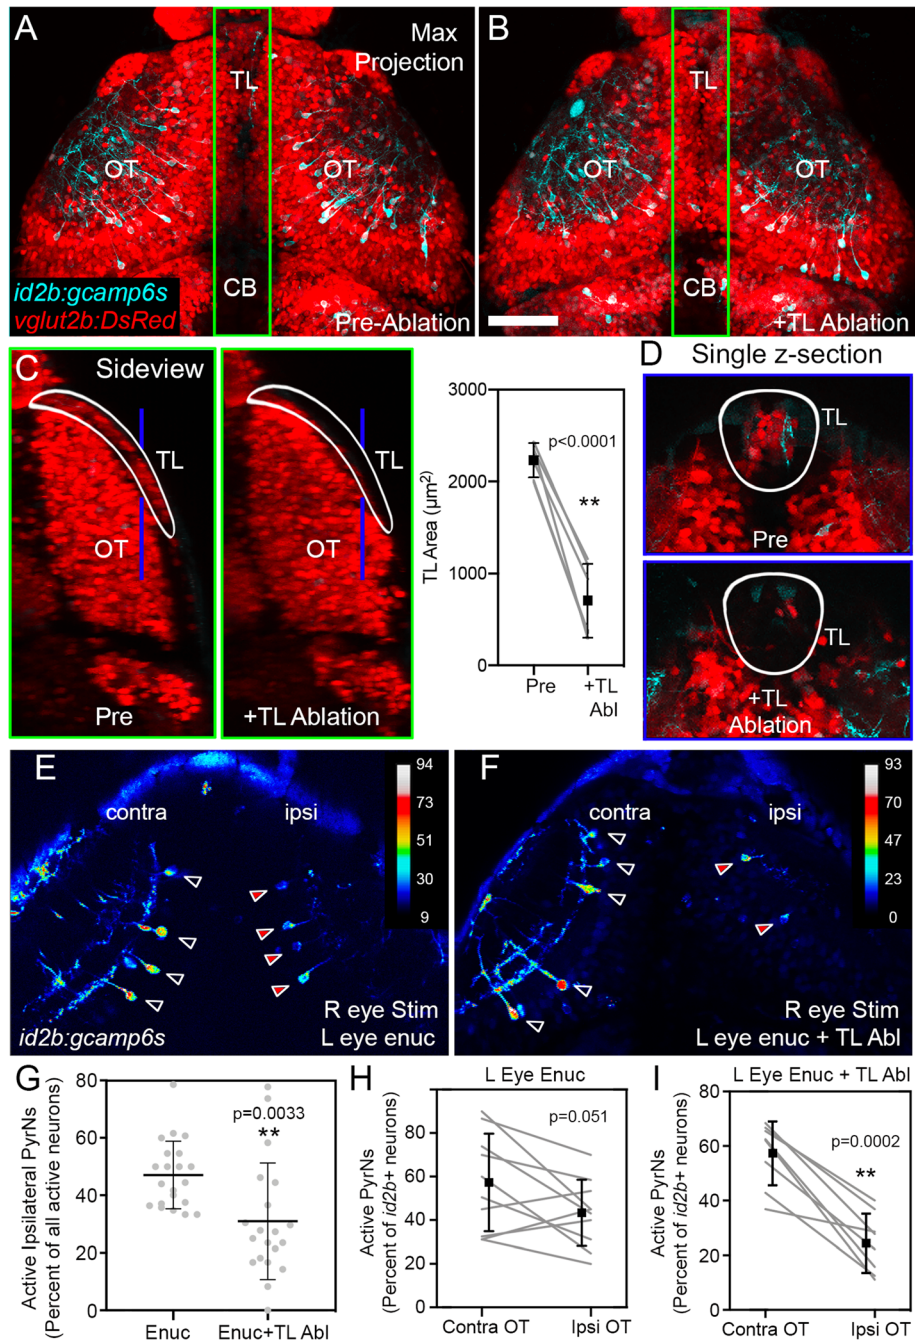 A
Max
Projection
TL
OT
OT
CB
id2b:gcamp6s
vglut2b:DsRed
Pre-Ablation
B
TL
OT
OT
CB
+TL Ablation
C
Sideview
TL
OT
Pre
TL
OT
+TL Ablation
3000
2000
1000
0
TL Area (µm²)
p<0.0001
**
Pre
+TL
Abl
D
Single z-section
TL
Pre
TL
+TL
Ablation
E
contra
ipsi
94
73
51
30
9
R eye Stim
id2b:gcamp6s
L eye enuc
F
contra
ipsi
93
75
47
23
0
R eye Stim
L eye enuc + TL Abl
G
Active Ipsilateral PyrNs
(Percent of all active neurons)
80
60
40
20
0
p=0.0033
**
Enuc
Enuc+TL Abl
H
L Eye Enuc
Active PyrNs
(Percent of id2b+ neurons)
80
60
40
20
0
p=0.051
Contra OT
Ipsi OT
I
L Eye Enuc + TL Abl
Active PyrNs
(Percent of id2b+ neurons)
80
60
40
20
0
p=0.0002
**
Contra OT
Ipsi OT